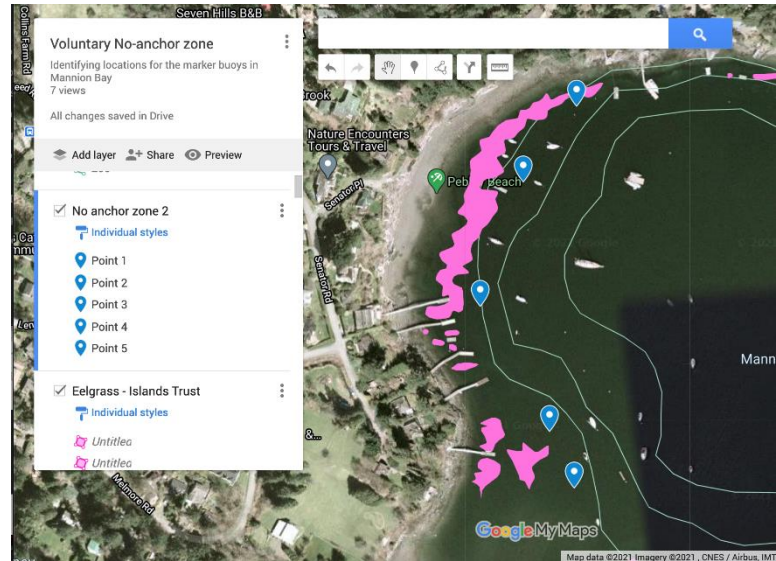 Collins Farm Rd
Seven Hills B&B
Voluntary No-anchor zone
Identifying locations for the marker buoys in
Mannion Bay
7 views
All changes saved in Drive
Add layer
Share
Preview
No anchor zone 2
Individual styles
Point 1
Point 2
Point 3
Point 4
Point 5
Eelgrass - Islands Trust
Individual styles
Untitled
Untitled
rook
Nature Encounters
Tours & Travel
Senator Pl
Senator Rd
Beach
Mann
&...
Melmore Rd
Google My Maps
Map data ©2021 Imagery ©2021 , CNES / Airbus, IMT